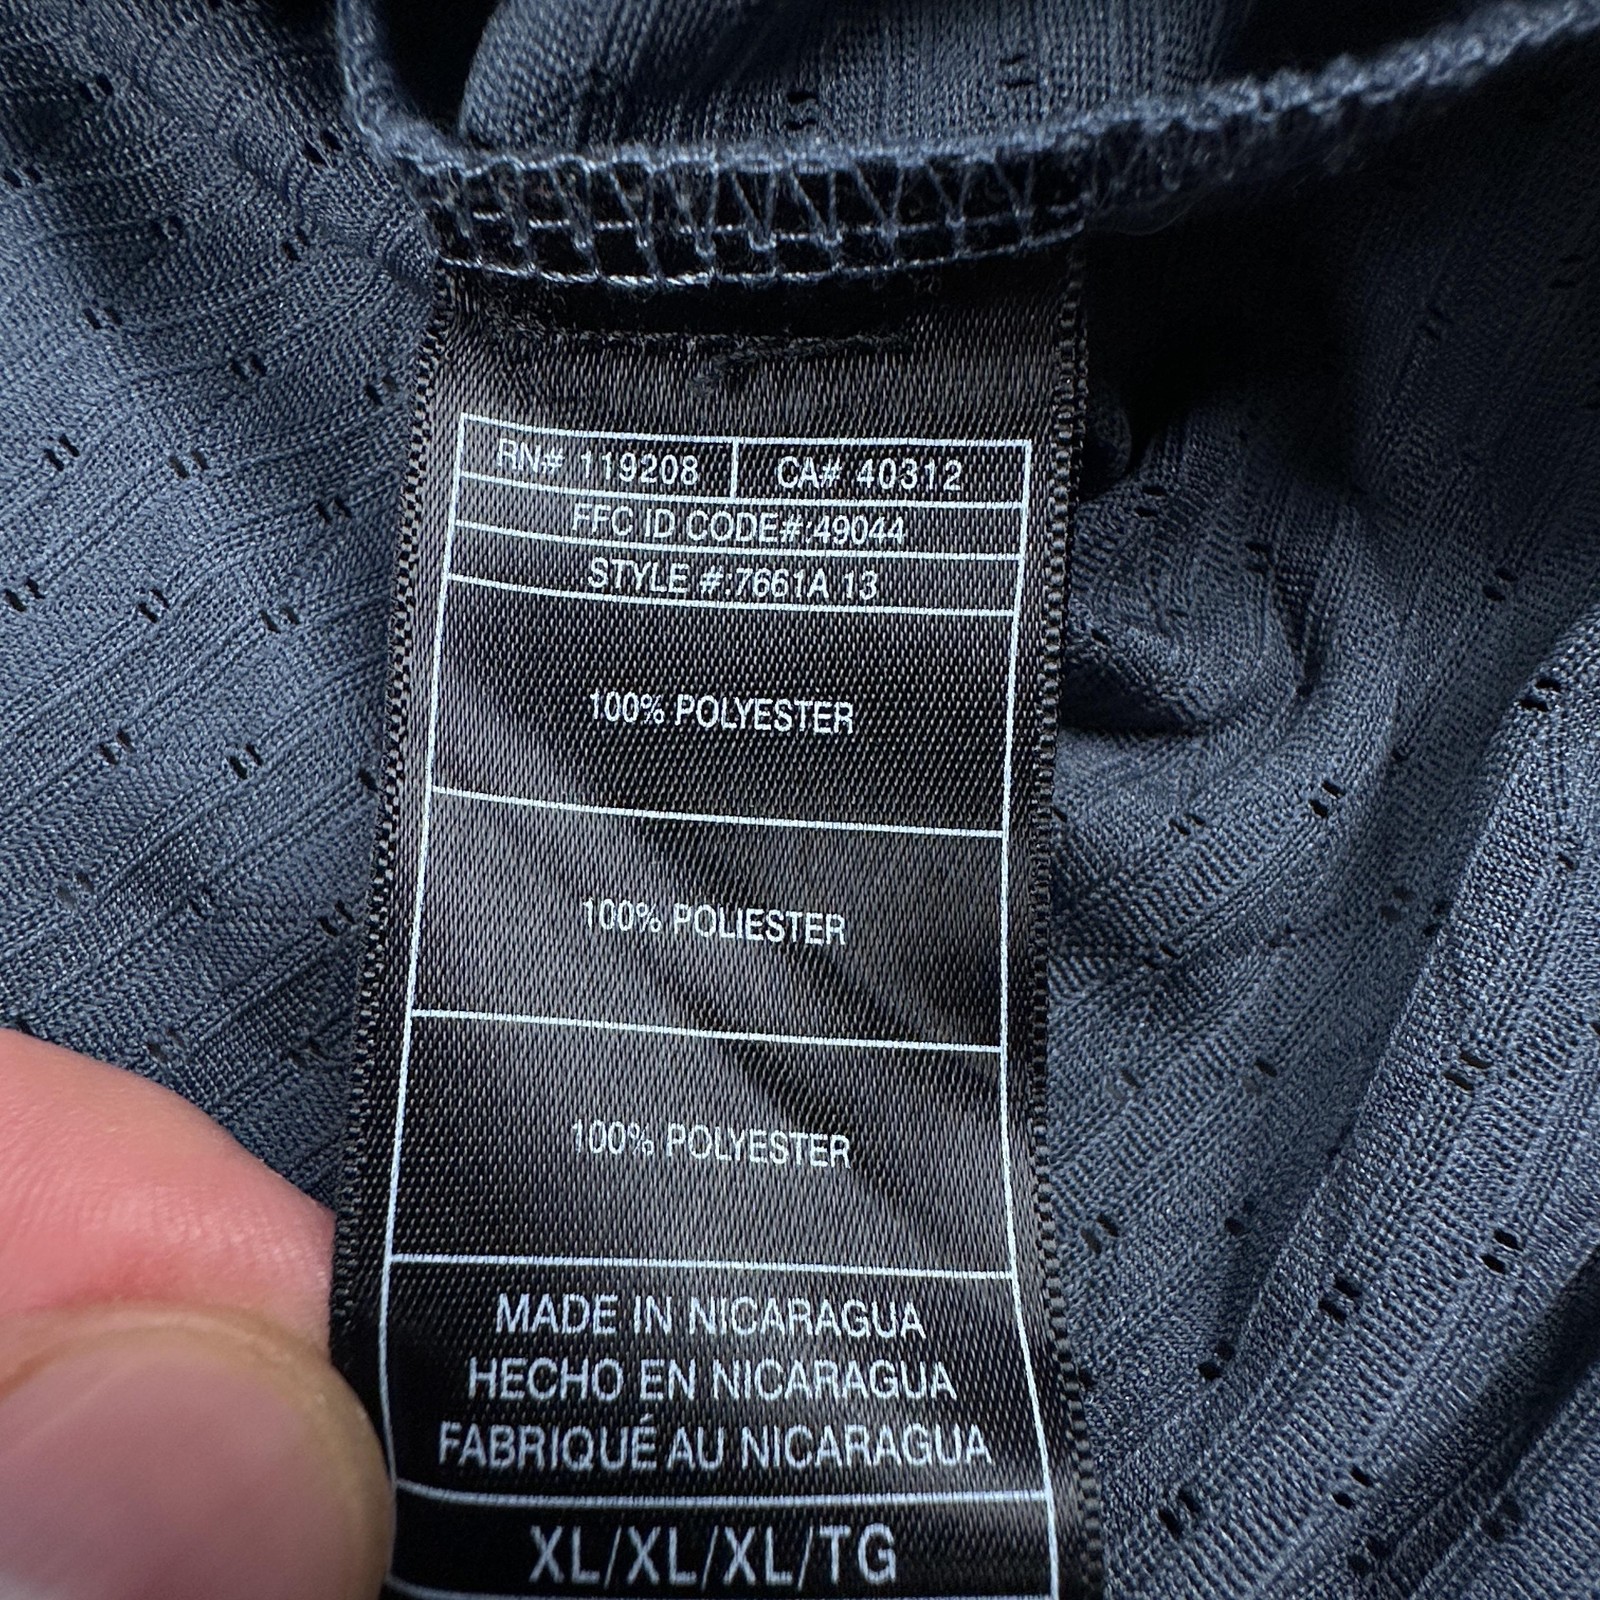 RN# 119208 CA# 40312
FFC ID CODE#:49044
STYLE #:7661A 13
100% POLYESTER
100% POLIESTER
100% POLYESTER
MADE IN NICARAGUA
HECHO EN NICARAGUA
FABRIQUÉ AU NICARAGUA
XL/XL/XL/TG